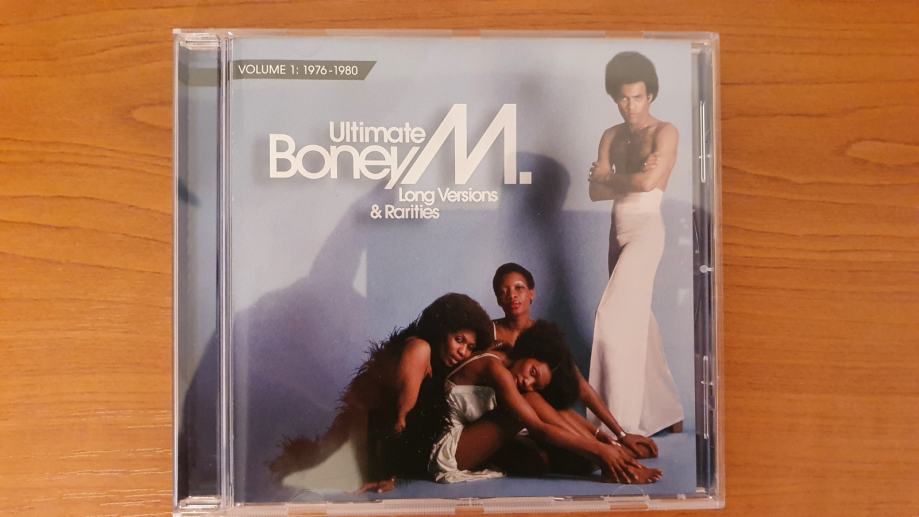 VOLUME 1: 1976-1980
Ultimate
Boney M.
Long Versions
& Rarities